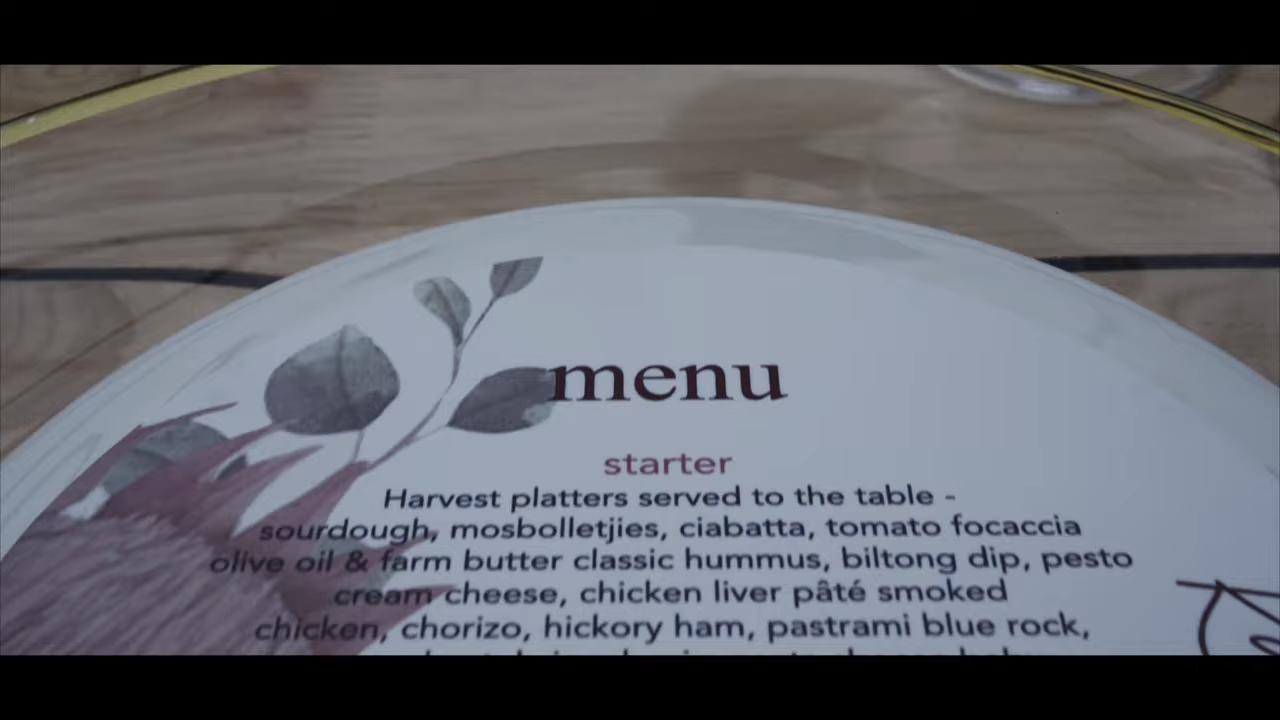 menu
starter
Harvest platters served to the table -
sourdough, mosbolletjies, ciabatta, tomato focaccia
olive oil & farm butter classic hummus, biltong dip, pesto
cream cheese, chicken liver pâté smoked
chicken, chorizo, hickory ham, pastrami blue rock,